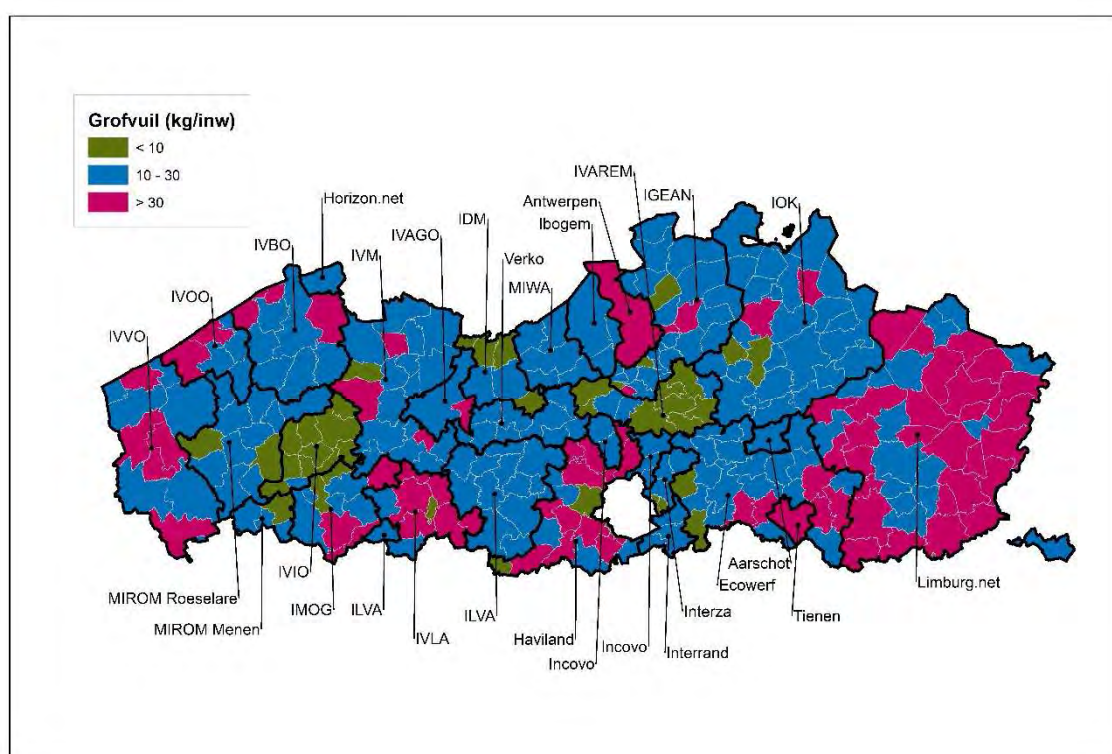 Grofvuil (kg/inw)
< 10
10 - 30
> 30
Horizon.net
IVBO
IVOO
IVVO
IVM
IVAGO
IDM
Verko
MIWA
IVAREM
Antwerpen
Ibogem
IGEAN
IOK
MIROM Roeselare
MIROM Menen
IVIO
IMOG
ILVA
IVLA
ILVA
Haviland
Incovo
Incovo
Interrand
Interza
Aarschot
Ecowerf
Tienen
Limburg.net